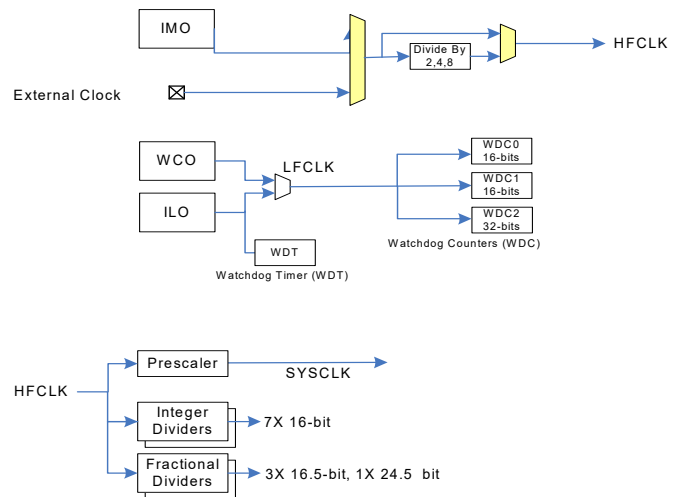 IMO
Divide By
2,4,8
HFCLK
External Clock
WCO
LFCLK
WDC0
16-bits
WDC1
16-bits
ILO
WDC2
32-bits
WDT
Watchdog Counters (WDC)
Watchdog Timer (WDT)
Prescaler
SYSCLK
HFCLK
Integer
Dividers
7X 16-bit
Fractional
Dividers
3X 16.5-bit, 1X 24.5 bit